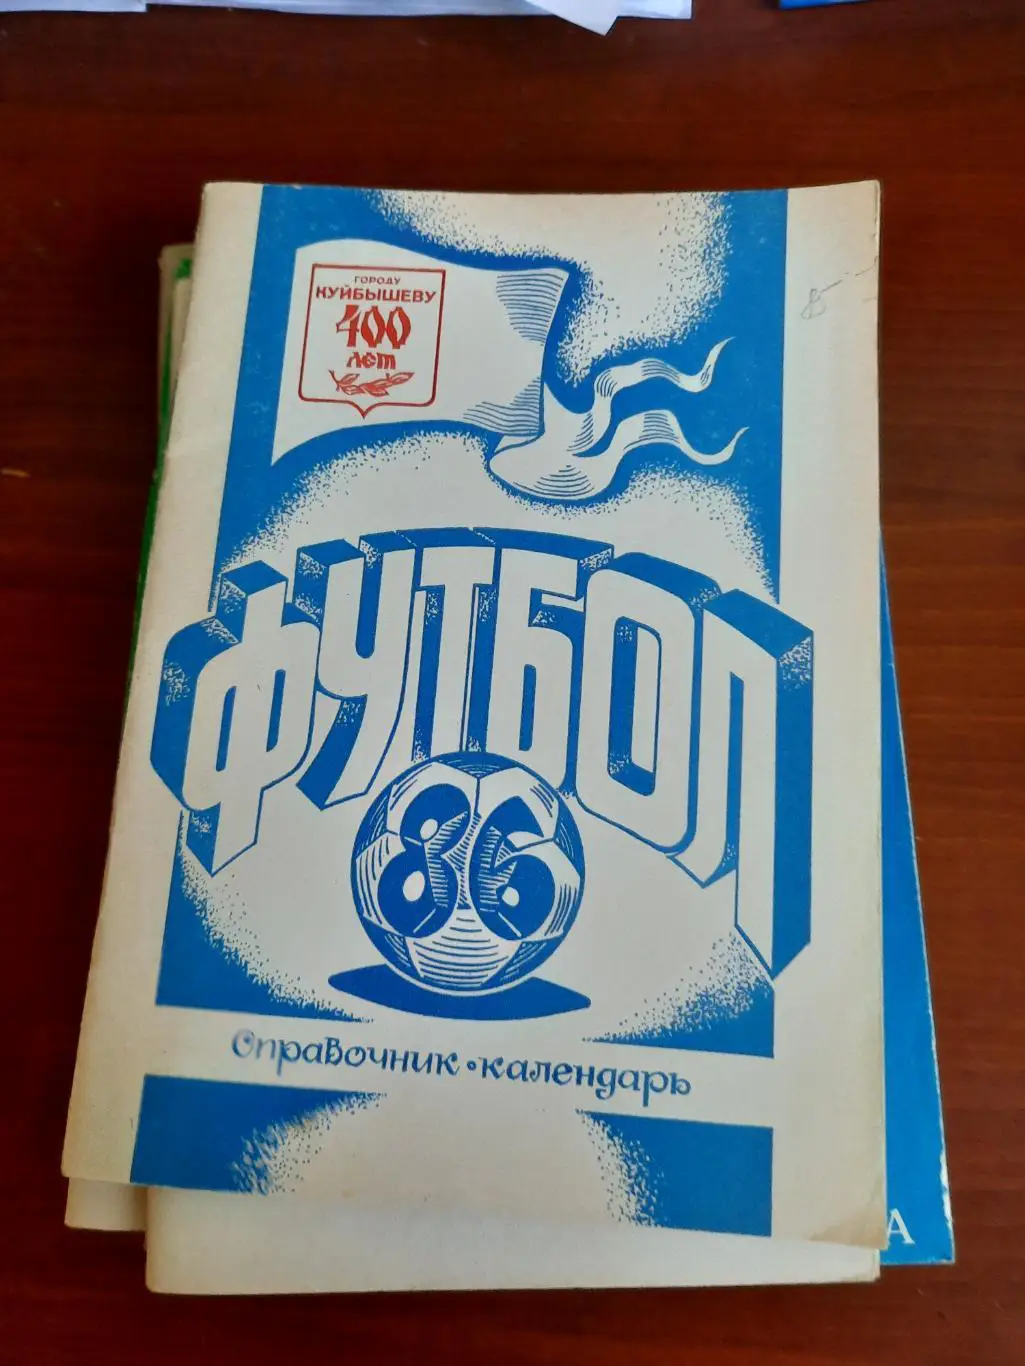 ГОРОДУ
КУЙБЫШЕВУ
400
лет
ФУТБОЛ
86
Справочник • календарь
А